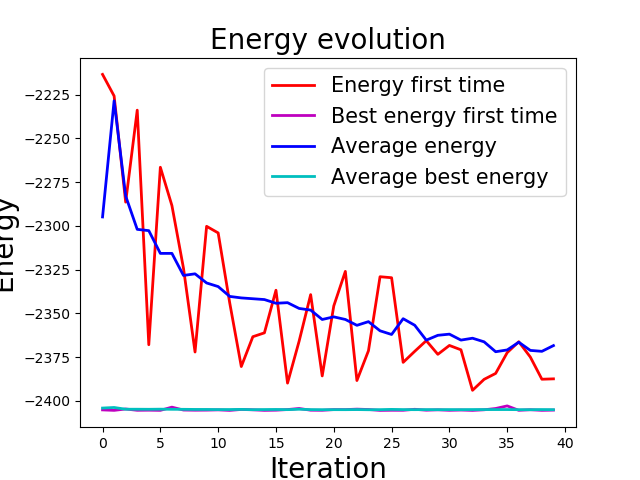 Energy evolution
Energy
−2225
−2250
−2275
−2300
−2325
−2350
−2375
−2400
Energy first time
Best energy first time
Average energy
Average best energy
0 5 10 15 20 25 30 35 40
Iteration